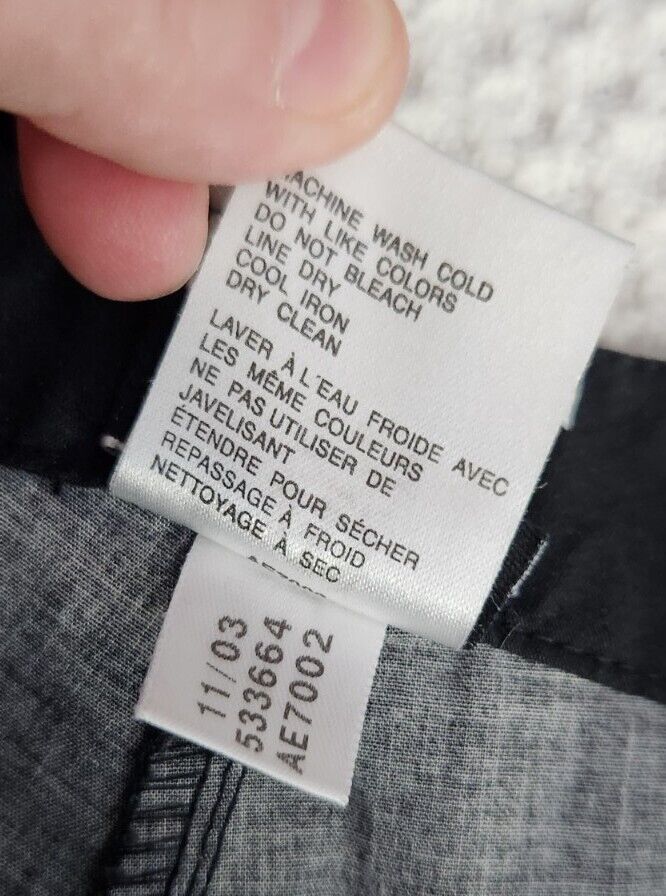 MACHINE WASH COLD
WITH LIKE COLORS
DO NOT BLEACH
LINE DRY
COOL IRON
DRY CLEAN
LAVER À L'EAU FROIDE AVEC
LES MÊME COULEURS
NE PAS UTILISER DE
JAVELISANT
ÉTENDRE POUR SÉCHER
REPASSAGE À FROID
NETTOYAGE À SEC
11/03
533664
AE7002